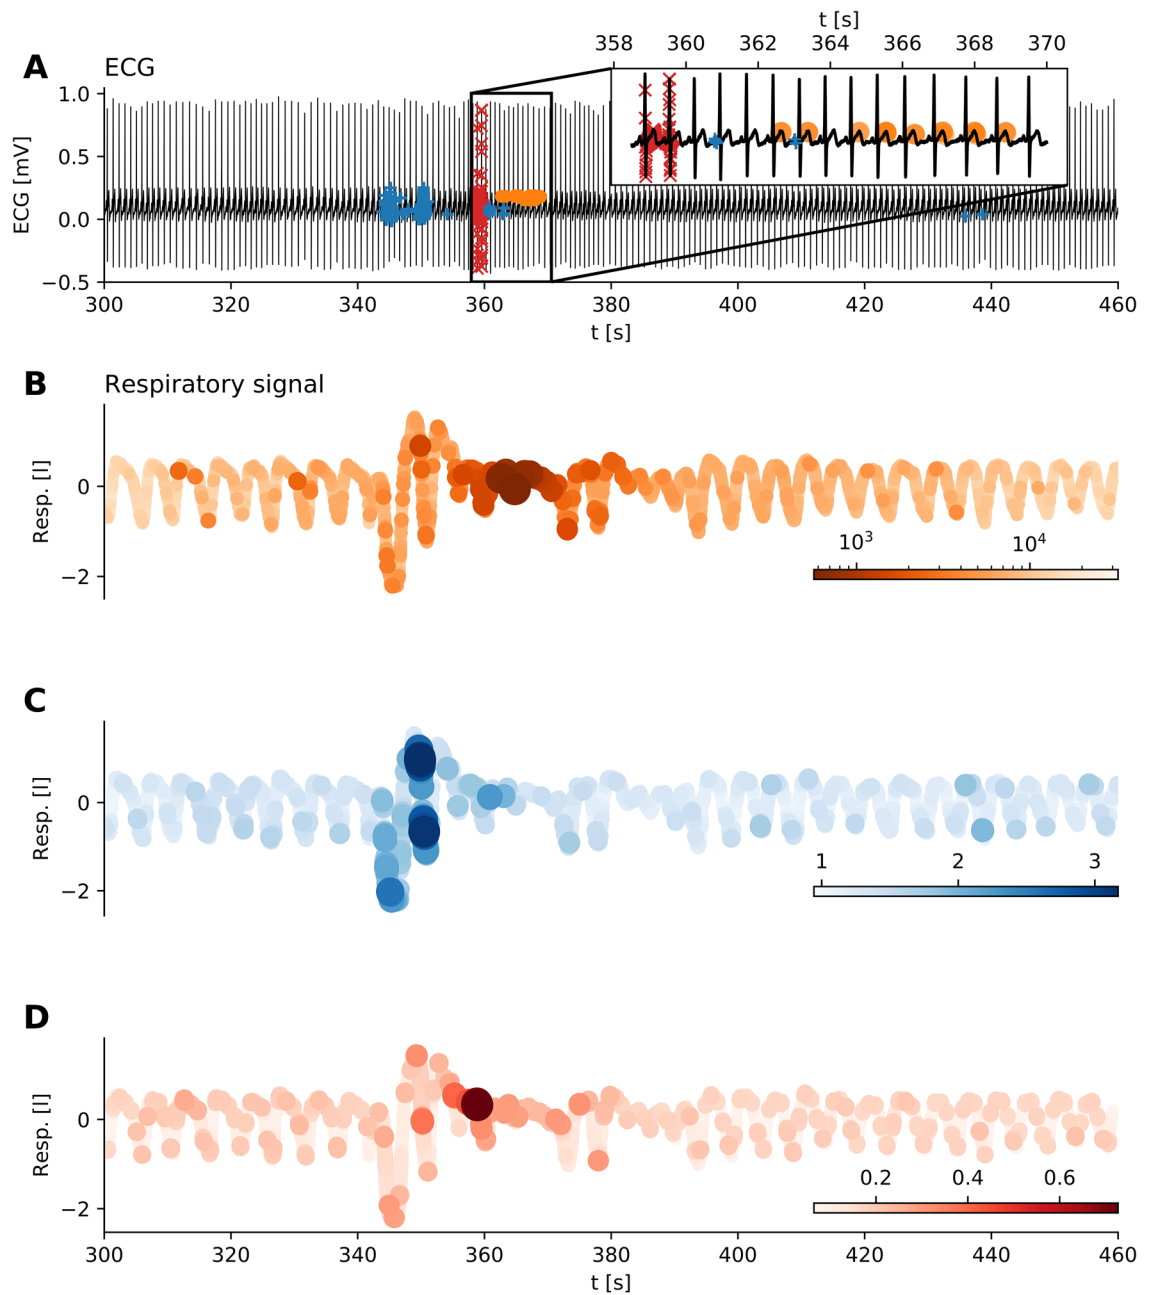 t [s]
358 360 362 364 366 368 370
A ECG
1.0
0.5
0.0
−0.5
ECG [mV]
300 320 340 360 380 400 420 440 460
t [s]
B Respiratory signal
0
−2
Resp. [l]
10³ 10⁴
C
0
−2
Resp. [l]
1 2 3
D
0
−2
Resp. [l]
0.2 0.4 0.6
300 320 340 360 380 400 420 440 460
t [s]